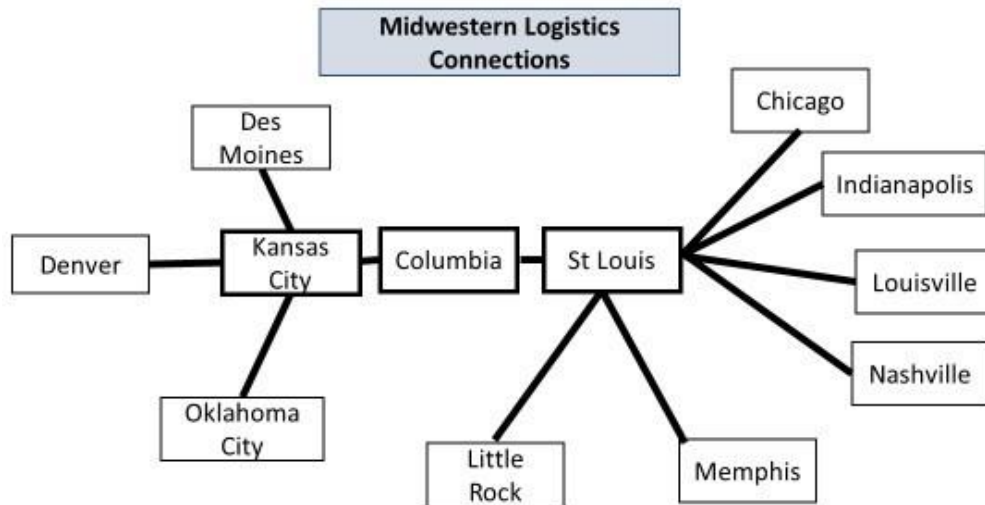 Midwestern Logistics
Connections
Chicago
Des
Moines
Indianapolis
Denver
Kansas
City
Columbia
St Louis
Louisville
Nashville
Oklahoma
City
Little
Rock
Memphis